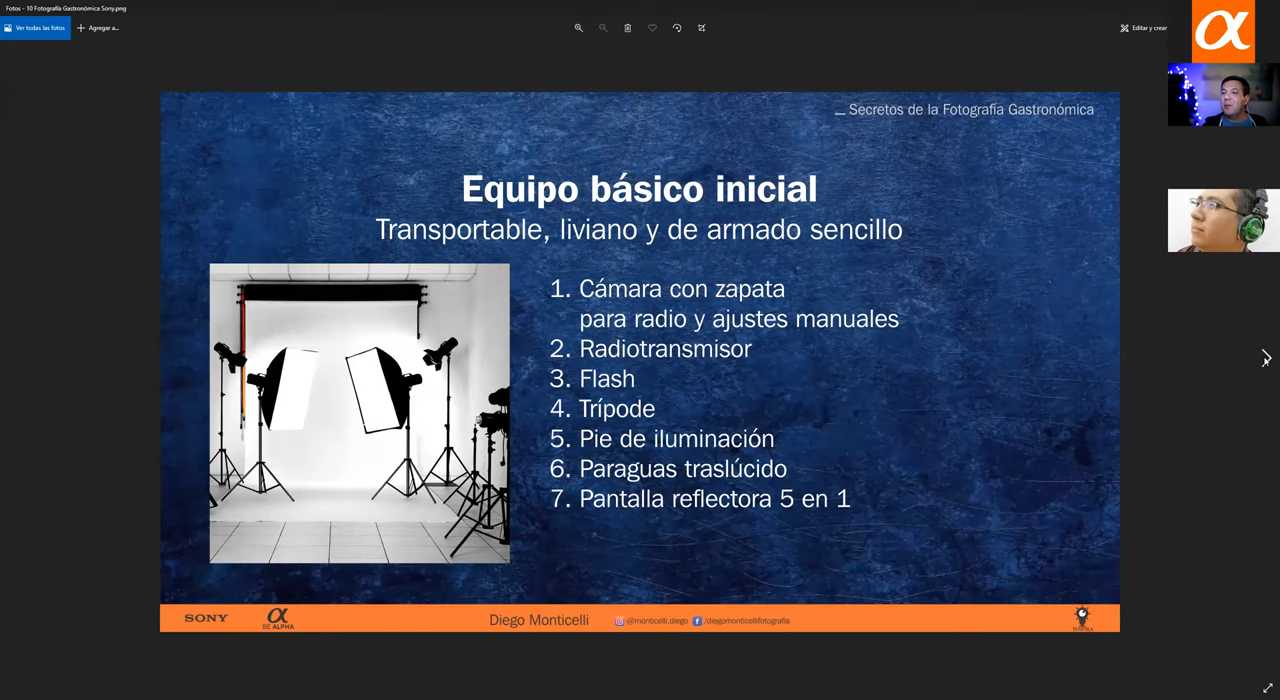 Fotos - 10 Fotografía Gastronómica Sony.png
Ver todas las fotos
Agregar a...
Editar y crear
α
_ Secretos de la Fotografía Gastronómica
Equipo básico inicial
Transportable, liviano y de armado sencillo
1. Cámara con zapata
para radio y ajustes manuales
2. Radiotransmisor
3. Flash
4. Trípode
5. Pie de iluminación
6. Paraguas traslúcido
7. Pantalla reflectora 5 en 1
SONY
α
BE ALPHA
Diego Monticelli
@monticelli.diego
/diegomonticellifotografia